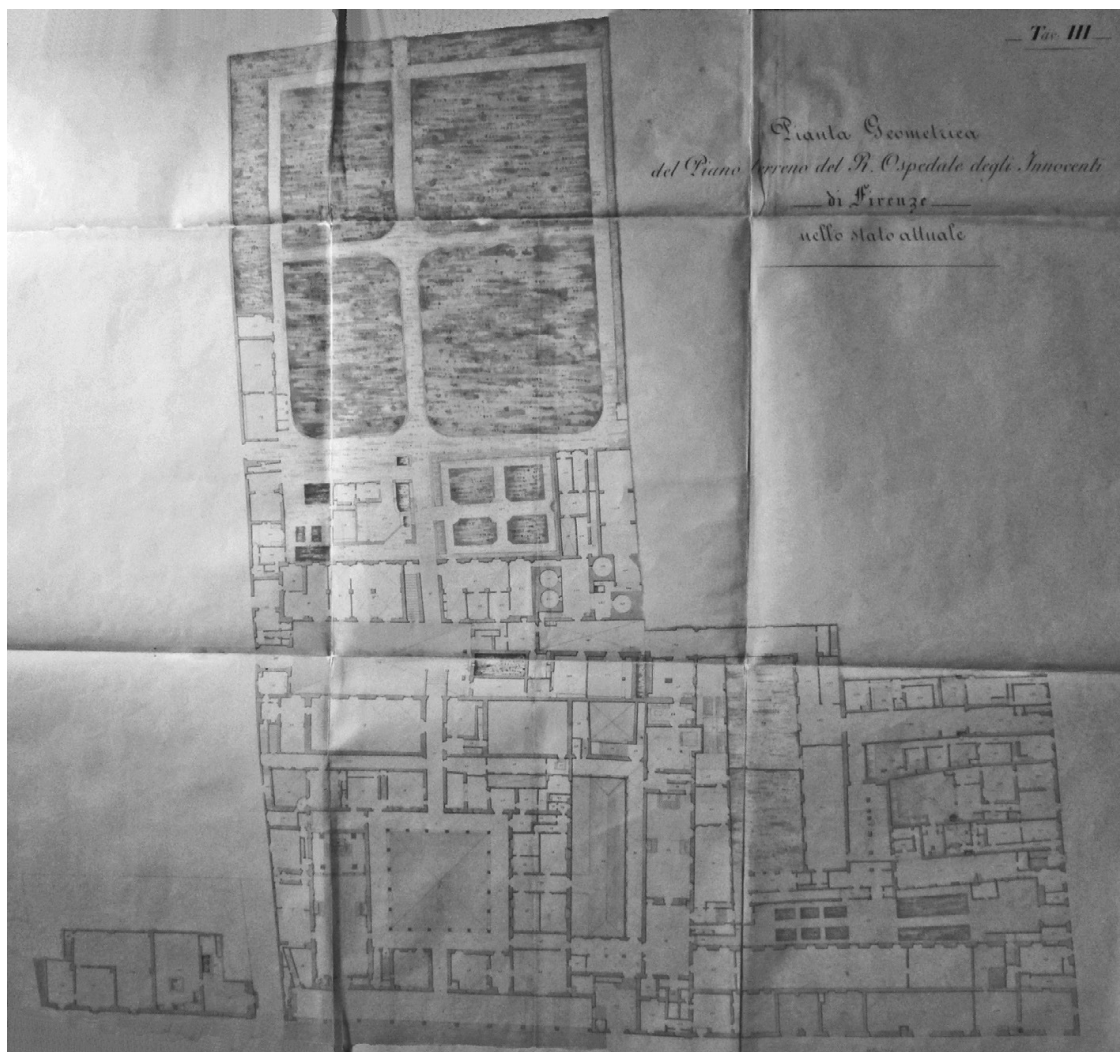 Tav. III
Pianta Geometrica
del Piano terreno del R. Ospedale degli Innocenti
di Firenze
nello stato attuale